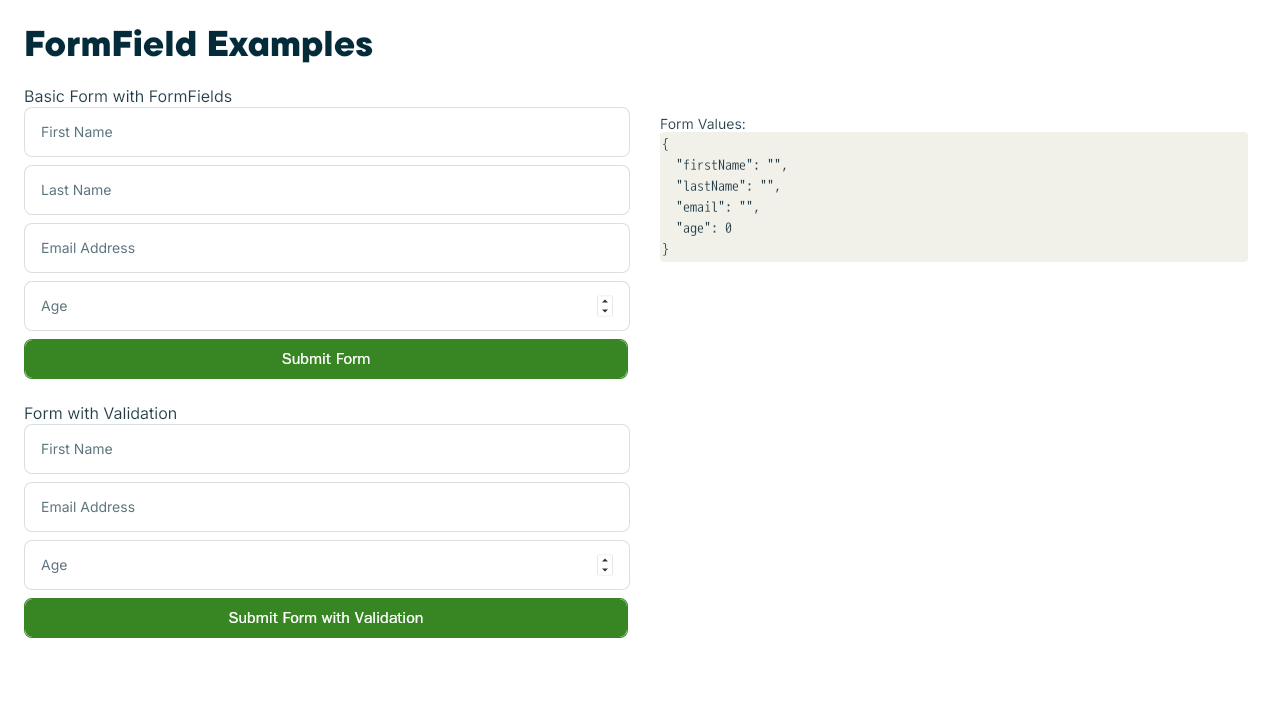 FormField Examples
Basic Form with FormFields
First Name
Last Name
Email Address
Age
Submit Form
Form Values:
{
  "firstName": "",
  "lastName": "",
  "email": "",
  "age": 0
}
Form with Validation
First Name
Email Address
Age
Submit Form with Validation